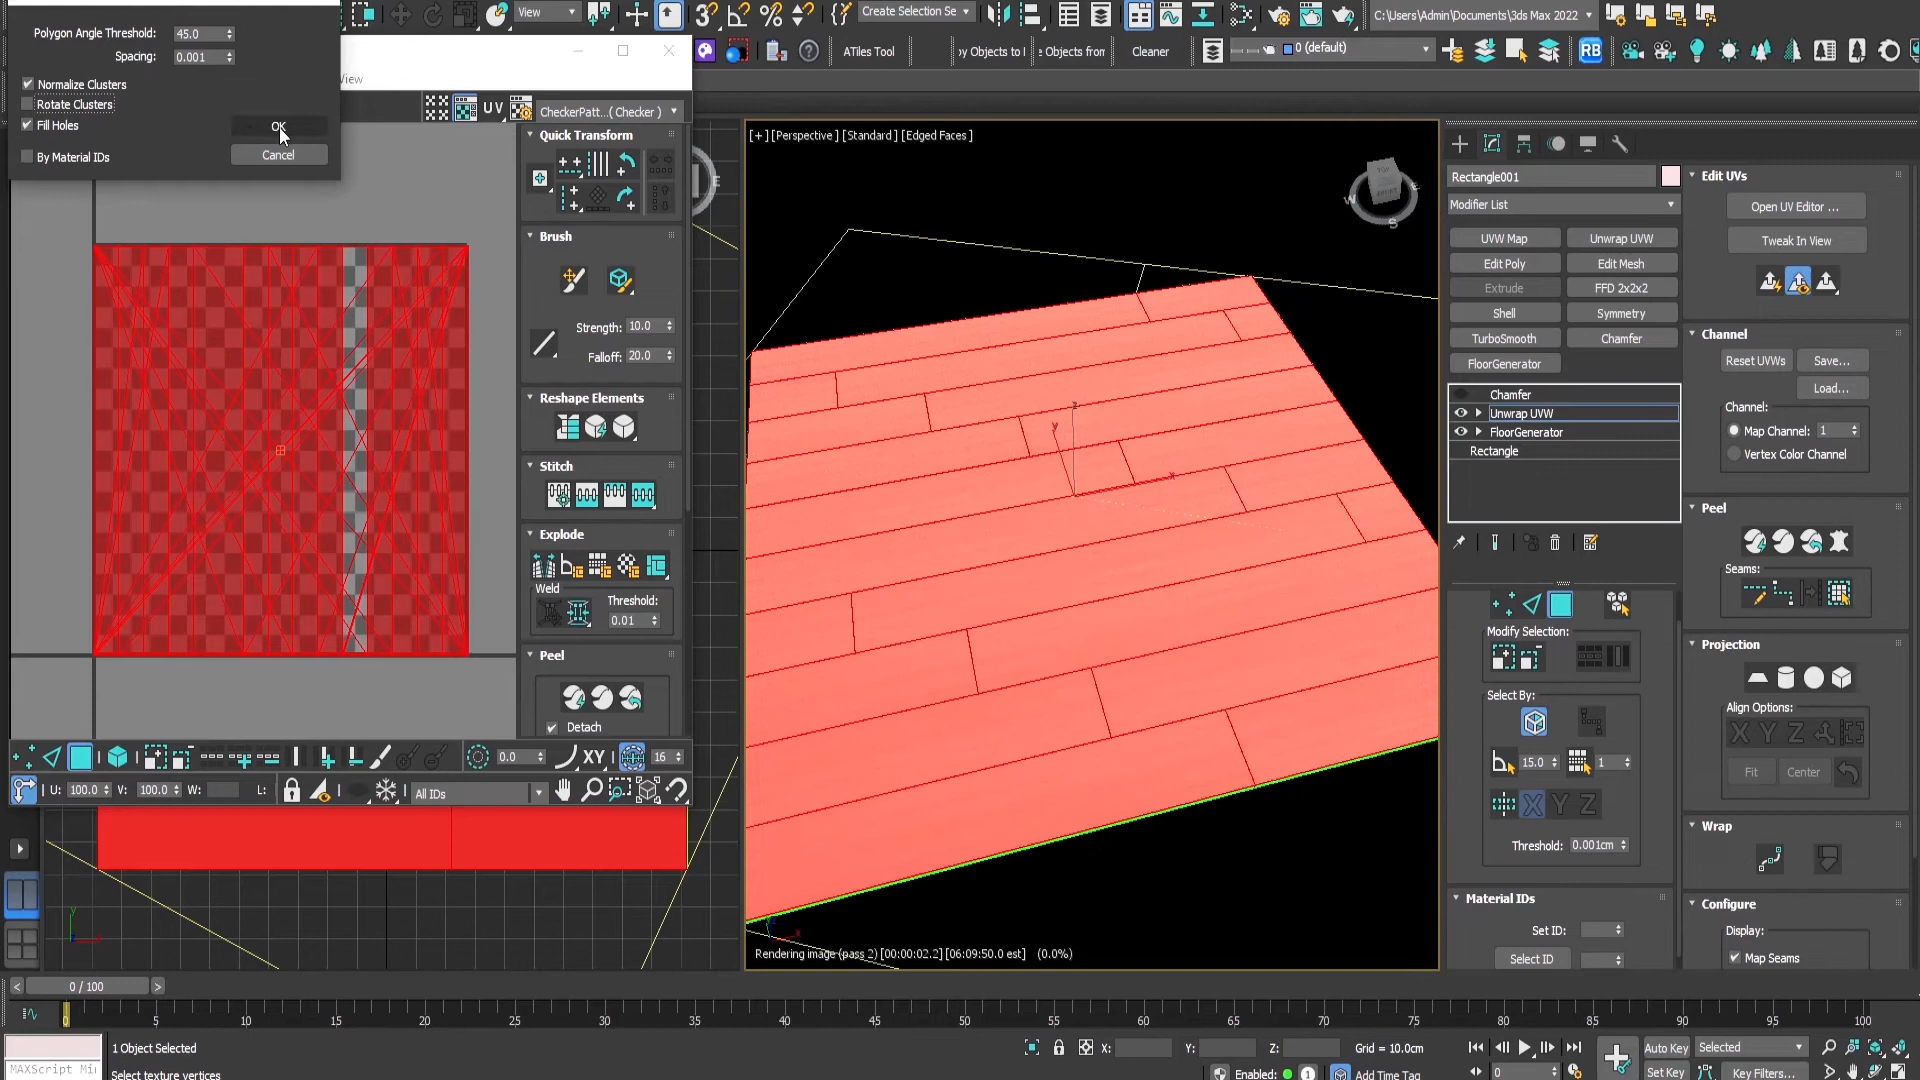 Polygon Angle Threshold: 45.0
Spacing: 0.001
Normalize Clusters
Rotate Clusters
Fill Holes
By Material IDs
OK
Cancel
View
View
Create Selection Se
C:\Users\Admin\Documents\3ds Max 2022
ATiles Tool
Cleaner
0 (default)
RB
UV
CheckerPatt...( Checker )
Quick Transform
Brush
Strength: 10.0
Falloff: 20.0
Reshape Elements
Stitch
Explode
Weld
Threshold:
0.01
Peel
Detach
0.0
XY
16
U: 100.0 V: 100.0 W: L:
All IDs
[+] [Perspective ] [Standard ] [Edged Faces ]
TOP
FRONT
W
S
E
y
x
z
Rendering image (pass 2) [00:00:02.2] [06:09:50.0 est] (0.0%)
Rectangle001
Modifier List
UVW Map
Unwrap UVW
Edit Poly
Edit Mesh
Extrude
FFD 2x2x2
Shell
Symmetry
TurboSmooth
Chamfer
FloorGenerator
Chamfer
Unwrap UVW
FloorGenerator
Rectangle
Modify Selection:
Select By:
15.0
1
X Y Z
Threshold: 0.001cm
Material IDs
Set ID:
Select ID
Edit UVs
Open UV Editor ...
Tweak In View
Channel
Reset UVWs
Save...
Load...
Channel:
Map Channel: 1
Vertex Color Channel
Peel
Seams:
Projection
Align Options:
X Y Z
Fit
Center
Wrap
Configure
Display:
Map Seams
< 0 / 100 >
0 5 10 15 20 25 30 35 40 45 50 55 60 65 70 75 80 85 90 95 100
1 Object Selected
MAXScript Mi
Select texture vertices
X: Y: Z: Grid = 10.0cm
Enabled:
Add Time Tag
Auto Key
Selected
Set Key
Key Filters...
0